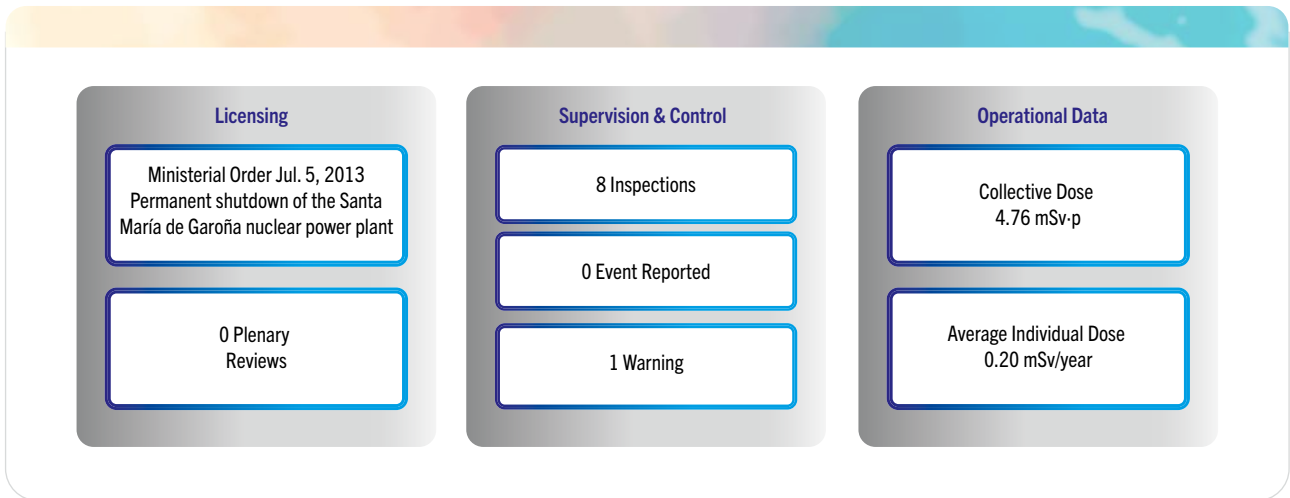 Licensing
Ministerial Order Jul. 5, 2013
Permanent shutdown of the Santa
María de Garoña nuclear power plant
0 Plenary
Reviews
Supervision & Control
8 Inspections
0 Event Reported
1 Warning
Operational Data
Collective Dose
4.76 mSv·p
Average Individual Dose
0.20 mSv/year